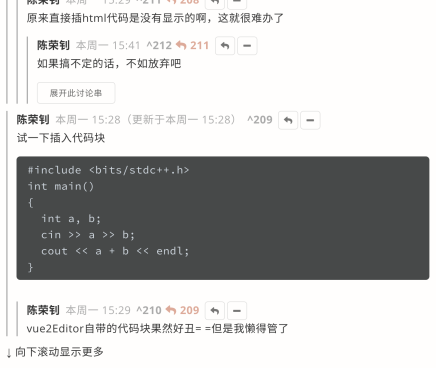 陈荣钊 本周一 15:29 ^211 208
原来直接插html代码是没有显示的啊，这就很难办了
陈荣钊 本周一 15:41 ^212 211
如果搞不定的话，不如放弃吧
展开此讨论串
陈荣钊 本周一 15:28（更新于本周一 15:28） ^209
试一下插入代码块
#include <bits/stdc++.h>
int main()
{
  int a, b;
  cin >> a >> b;
  cout << a + b << endl;
}
陈荣钊 本周一 15:29 ^210 209
vue2Editor自带的代码块果然好丑= =但是我懒得管了
↓ 向下滚动显示更多